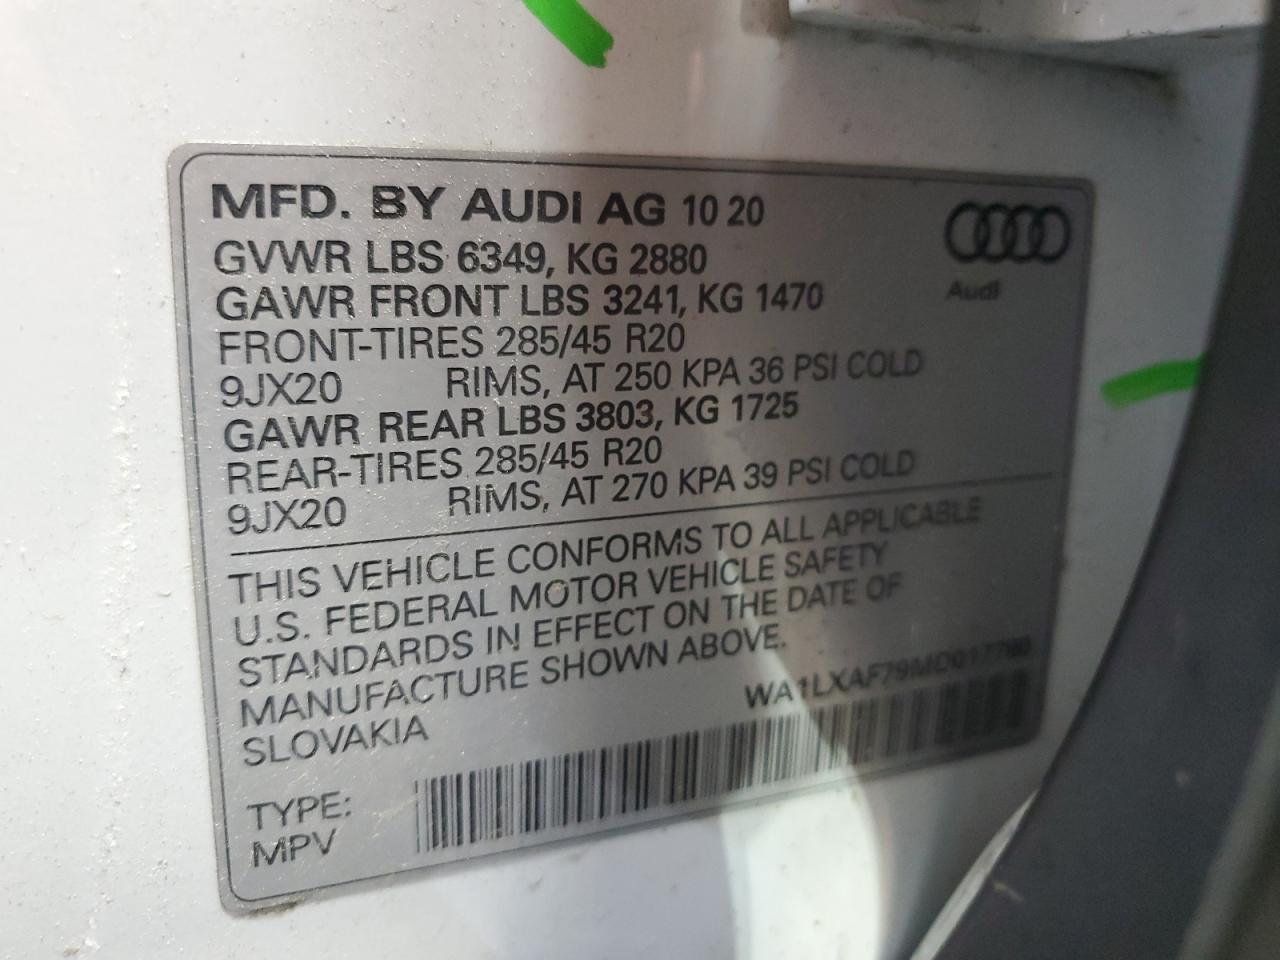 MFD. BY AUDI AG 10 20
GVWR LBS 6349, KG 2880
GAWR FRONT LBS 3241, KG 1470
FRONT-TIRES 285/45 R20
9JX20 RIMS, AT 250 KPA 36 PSI COLD
GAWR REAR LBS 3803, KG 1725
REAR-TIRES 285/45 R20
9JX20 RIMS, AT 270 KPA 39 PSI COLD
Audi
THIS VEHICLE CONFORMS TO ALL APPLICABLE
U.S. FEDERAL MOTOR VEHICLE SAFETY
STANDARDS IN EFFECT ON THE DATE OF
MANUFACTURE SHOWN ABOVE.
SLOVAKIA
TYPE:
MPV